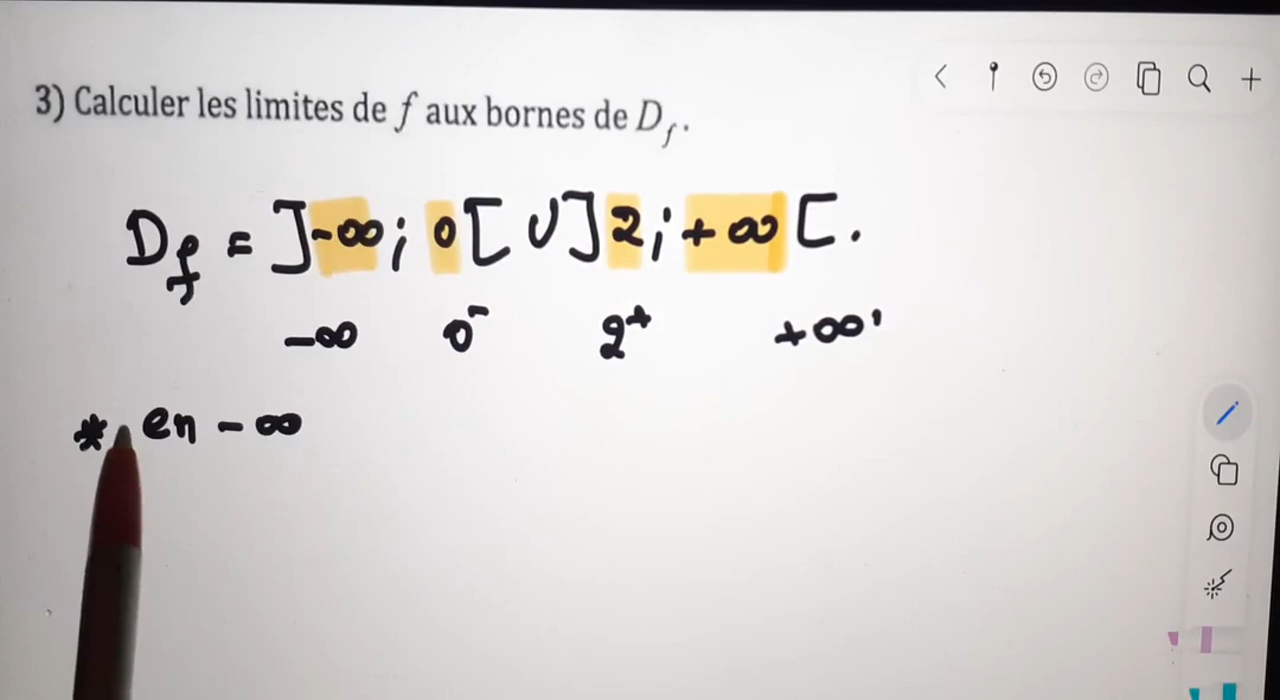 3) Calculer les limites de f aux bornes de D_f.
D_f = ]-∞; 0[ ∪ ]2; +∞[.
-∞ 0⁻ 2⁺ +∞.
* en -∞